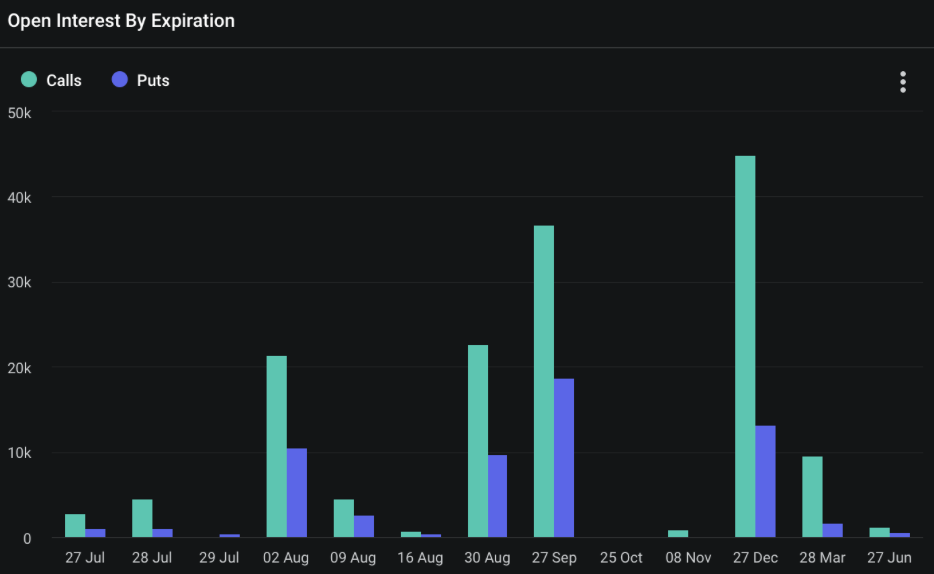 Open Interest By Expiration
Calls Puts
50k
40k
30k
20k
10k
0
27 Jul 28 Jul 29 Jul 02 Aug 09 Aug 16 Aug 30 Aug 27 Sep 25 Oct 08 Nov 27 Dec 28 Mar 27 Jun